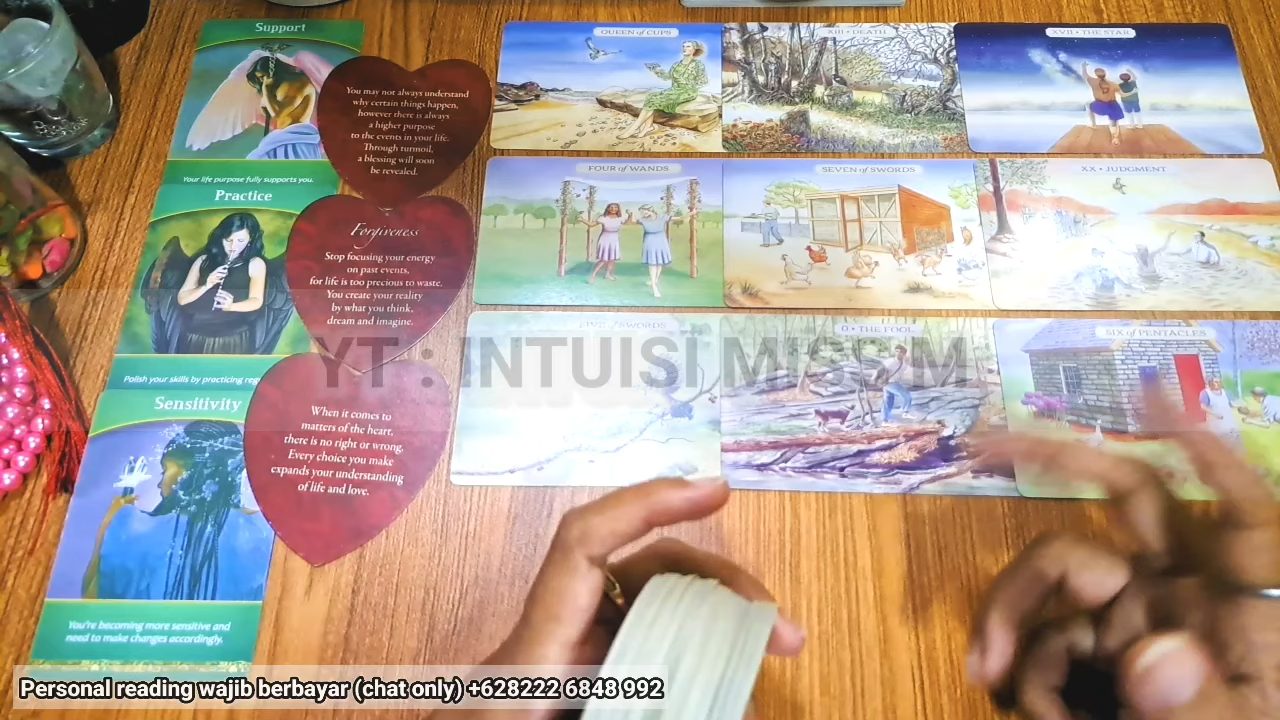 Support
Your life purpose fully supports you.
Practice
Polish your skills by practicing reg
Sensitivity
You're becoming more sensitive and
need to make changes accordingly.
You may not always understand
why certain things happen,
however there is always
a higher purpose
to the events in your life.
Through turmoil,
a blessing will soon
be revealed.
Forgiveness
Stop focusing your energy
on past events,
for life is too precious to waste.
You create your reality
by what you think,
dream and imagine.
When it comes to
matters of the heart,
there is no right or wrong.
Every choice you make
expands your understanding
of life and love.
QUEEN of CUPS
XIII • DEATH
XVII • THE STAR
FOUR of WANDS
SEVEN of SWORDS
XX • JUDGMENT
FIVE of SWORDS
0 • THE FOOL
SIX of PENTACLES
YT : INTUISI MISS M
Personal reading wajib berbayar (chat only) +628222 6848 992